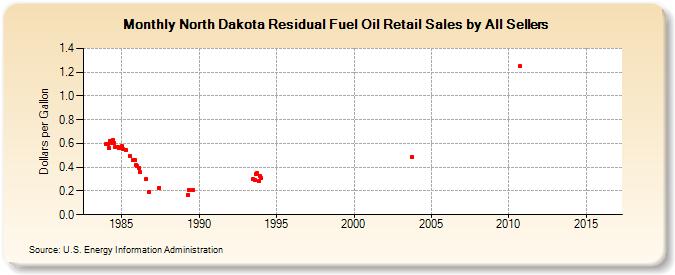 Monthly North Dakota Residual Fuel Oil Retail Sales by All Sellers
Dollars per Gallon
1.4
1.2
1.0
0.8
0.6
0.4
0.2
0.0
1985 1990 1995 2000 2005 2010 2015
Source: U.S. Energy Information Administration